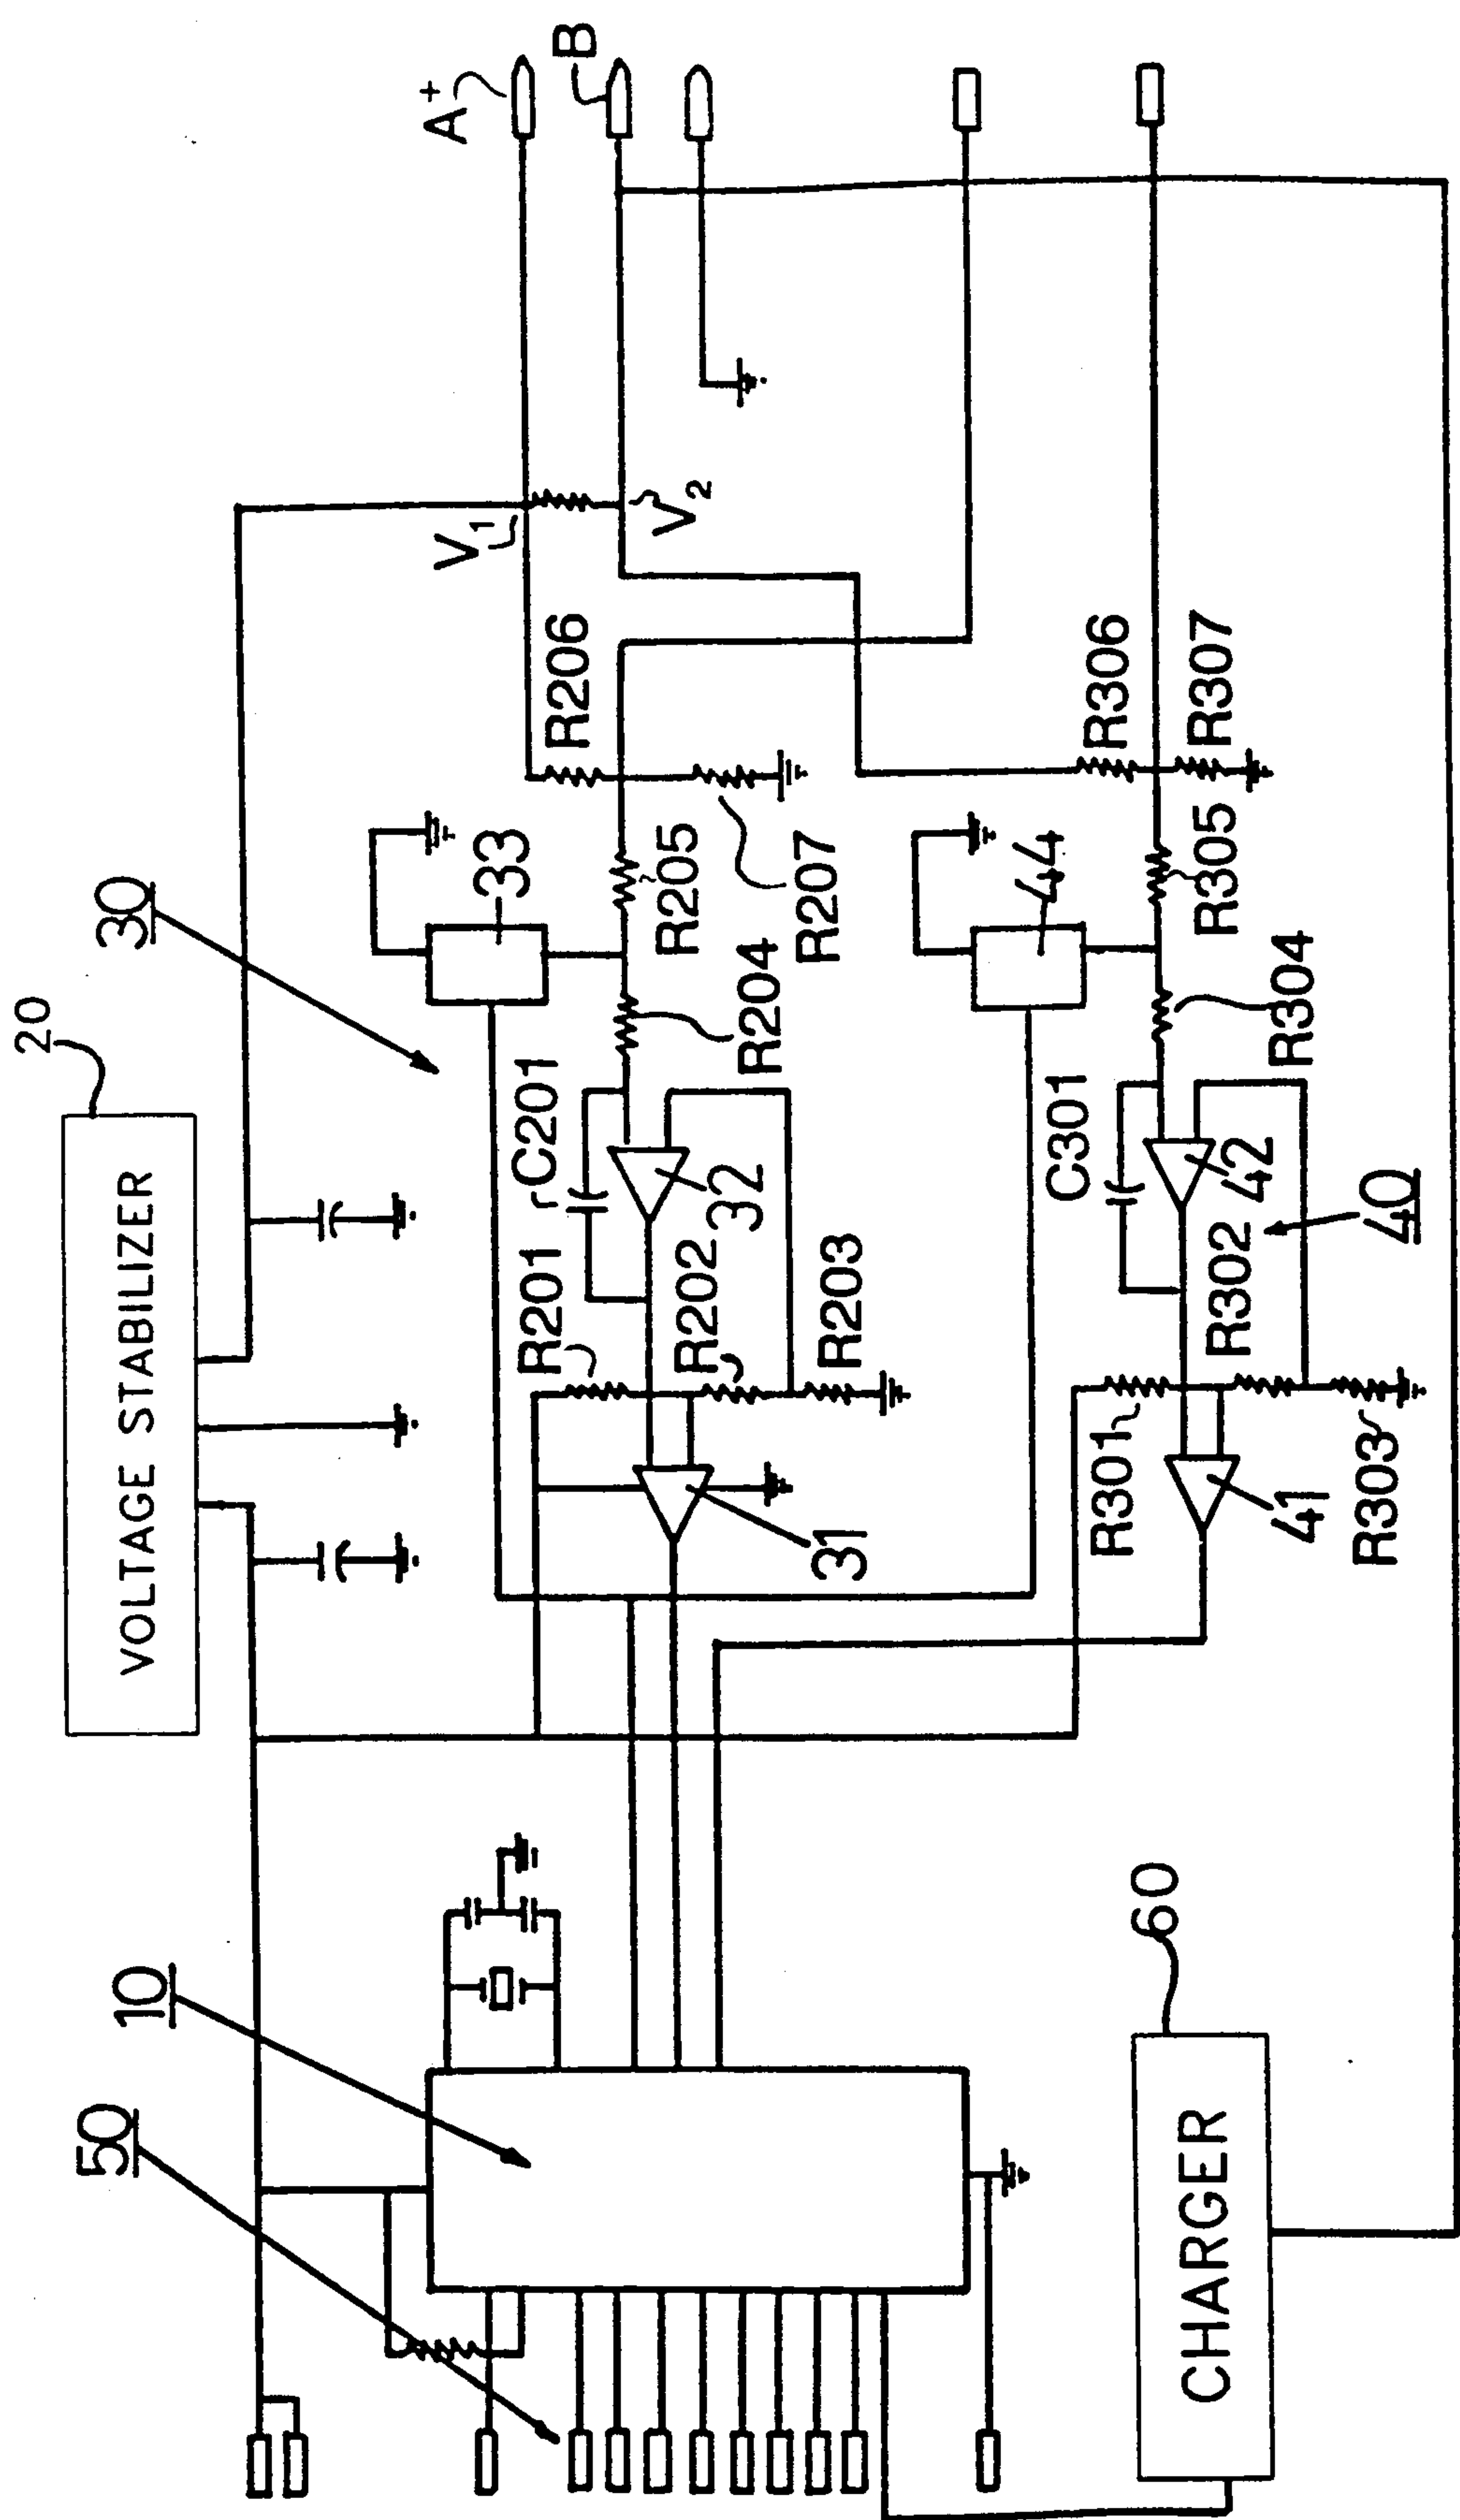 20
VOLTAGE STABILIZER
30
10
50
A+
B
V1
V2
R206
33
R205
R207
R204
C201
32
R201
R202
R203
31
R306
R307
44
R305
R304
C301
42
40
R302
R301
41
R303
60
CHARGER